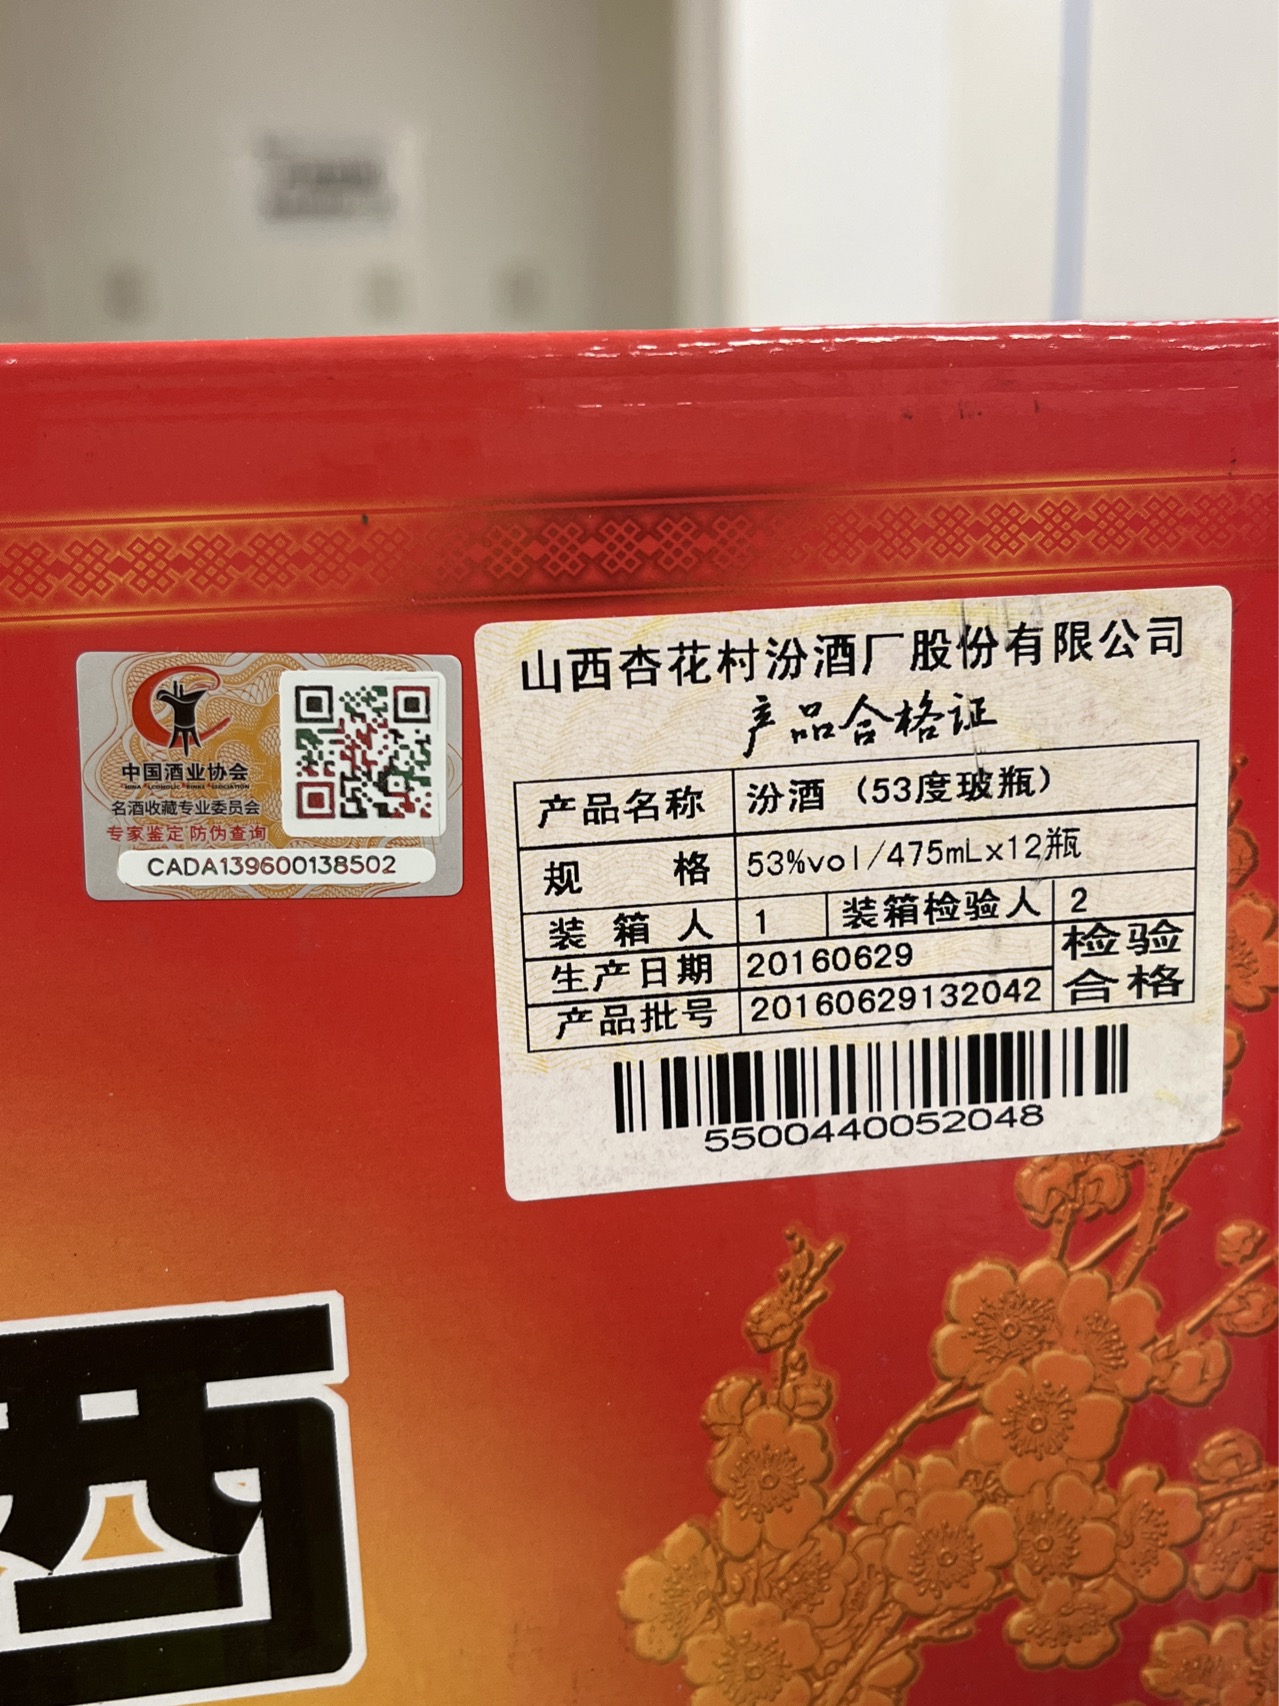 山西杏花村汾酒厂股份有限公司
产品合格证
产品名称 汾酒（53度玻瓶）
规格 53%vol/475mLx12瓶
装箱人 1 装箱检验人 2
生产日期 20160629 检验
产品批号 20160629132042 合格
5500440052048
中国酒业协会
名酒收藏专业委员会
专家鉴定 防伪查询
CADA139600138502
酒